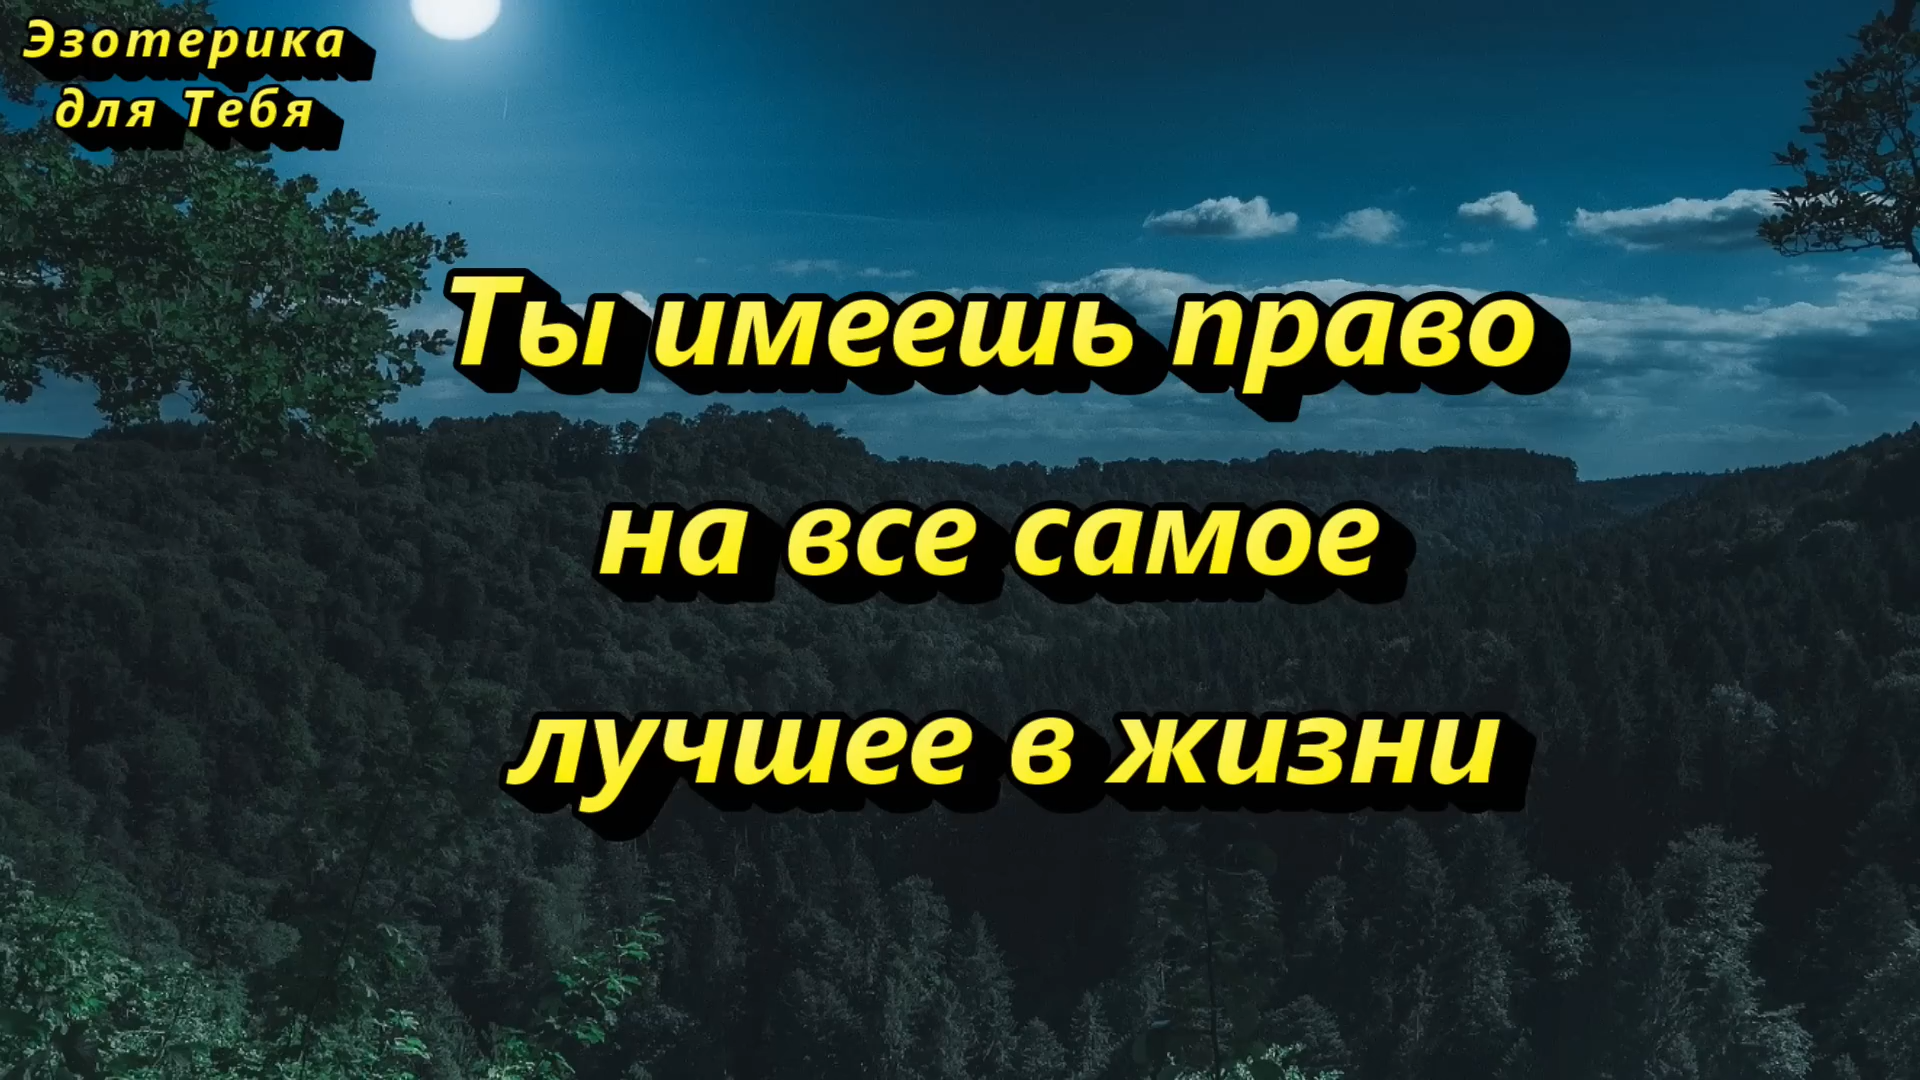 Эзотерика
для Тебя
Ты имеешь право
на все самое
лучшее в жизни